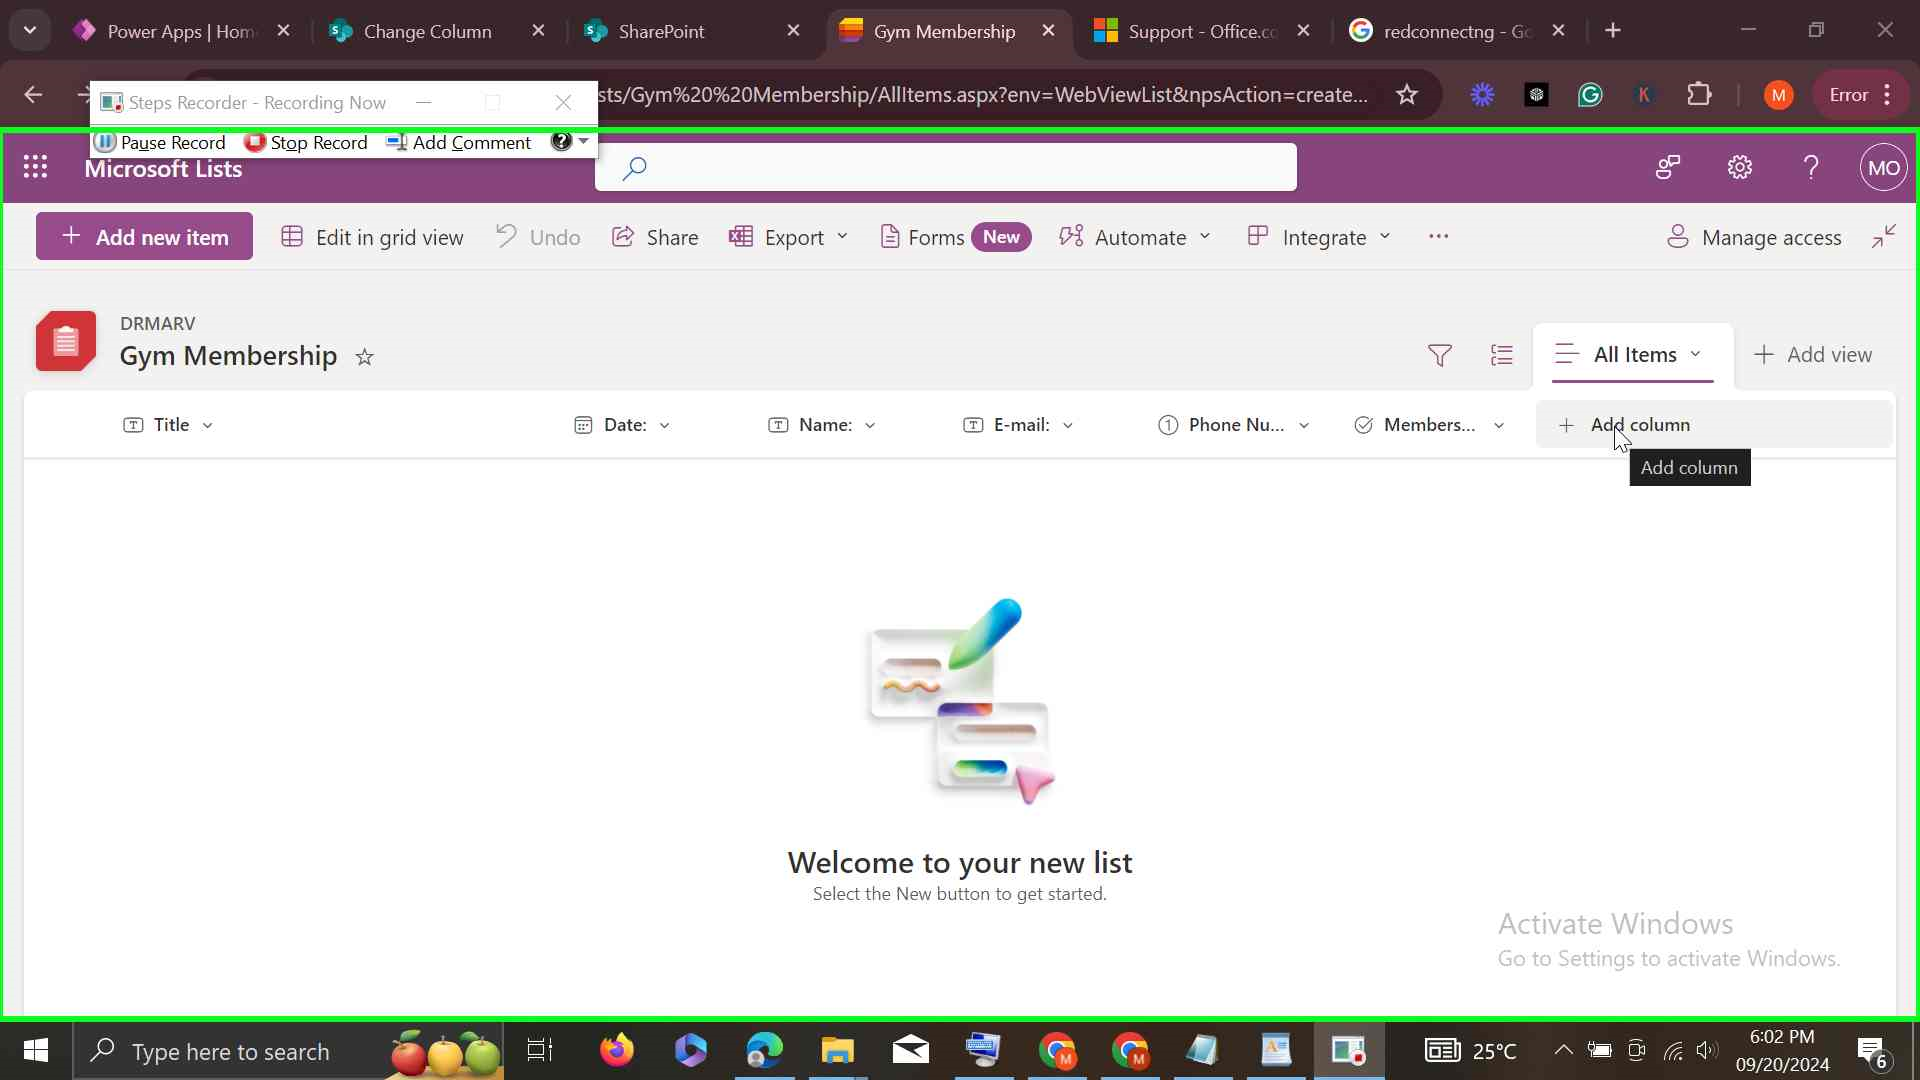 Power Apps | Hom
Change Column
SharePoint
Gym Membership
Support - Office.co
redconnectng - Go
Steps Recorder - Recording Now
sts/Gym%20%20Membership/AllItems.aspx?env=WebViewList&npsAction=create...
K
M
Error
Pause Record
Stop Record
Add Comment
Microsoft Lists
MO
Add new item
Edit in grid view
Undo
Share
Export
Forms
New
Automate
Integrate
Manage access
DRMARV
Gym Membership
All Items
Add view
Title
Date:
Name:
E-mail:
Phone Nu...
Members...
Add column
Add column
Welcome to your new list
Select the New button to get started.
Activate Windows
Go to Settings to activate Windows.
Type here to search
25°C
6:02 PM
09/20/2024
6